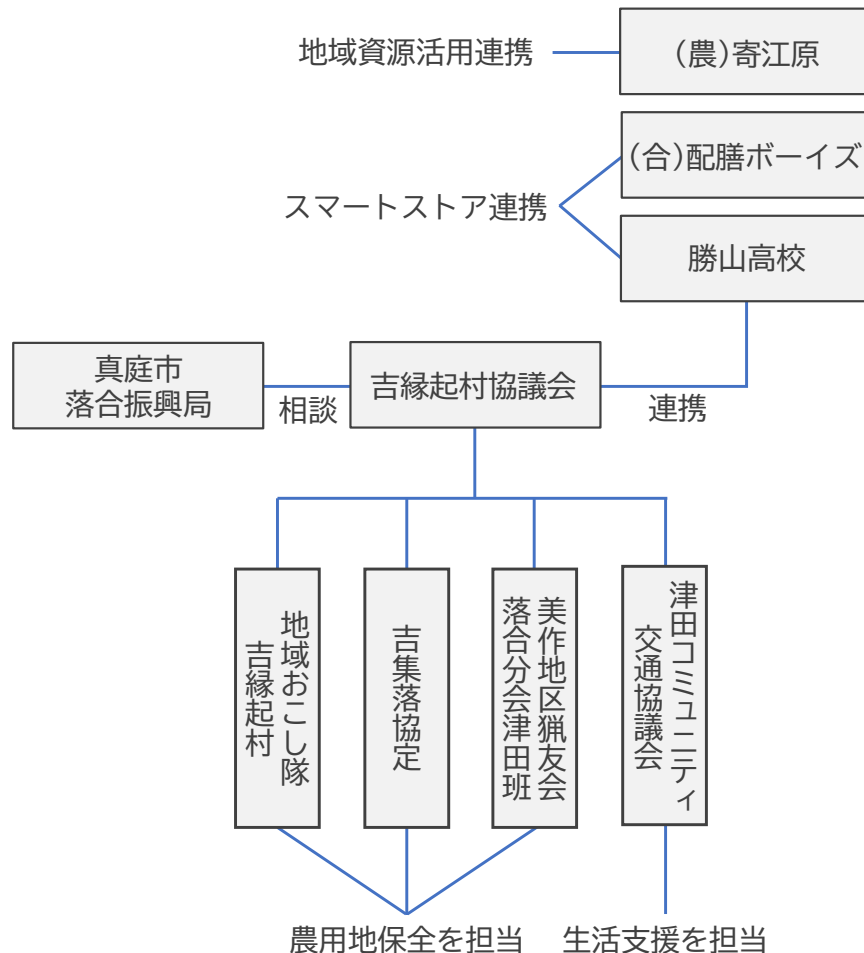 地域資源活用連携
（農）寄江原
（合）配膳ボーイズ
スマートストア連携
勝山高校
真庭市
落合振興局
相談
吉縁起村協議会
連携
地域おこし隊
吉縁起村
吉集落協定
美作地区猟友会
落合分会津田班
津田コミュニティ
交通協議会
農用地保全を担当
生活支援を担当